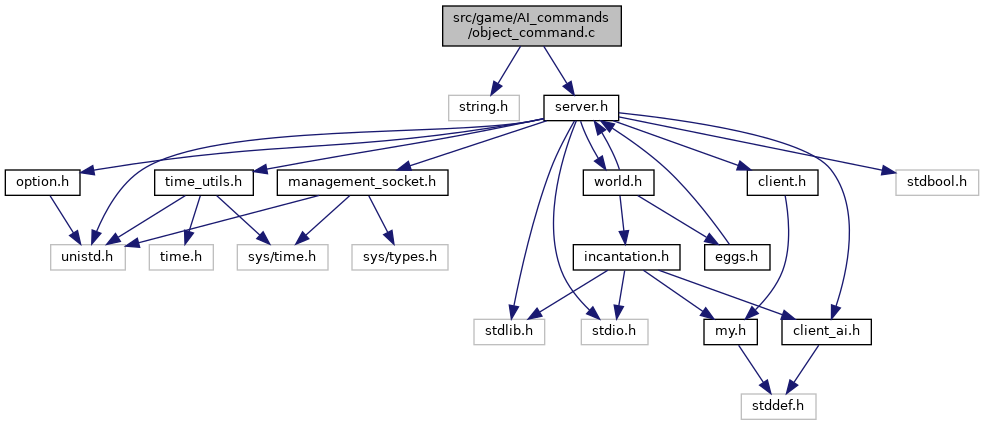 src/game/AI_commands
/object_command.c
string.h
server.h
option.h
time_utils.h
management_socket.h
world.h
client.h
stdbool.h
unistd.h
time.h
sys/time.h
sys/types.h
incantation.h
eggs.h
stdlib.h
stdio.h
my.h
client_ai.h
stddef.h